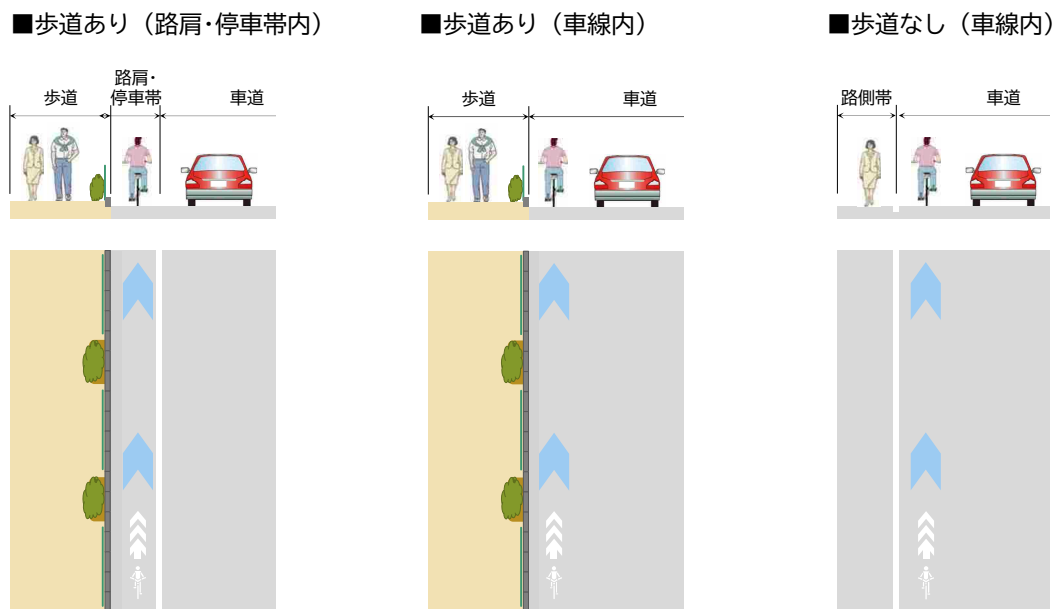 ■歩道あり（路肩・停車帯内）
■歩道あり（車線内）
■歩道なし（車線内）
歩道
路肩・
停車帯
車道
歩道
車道
路側帯
車道